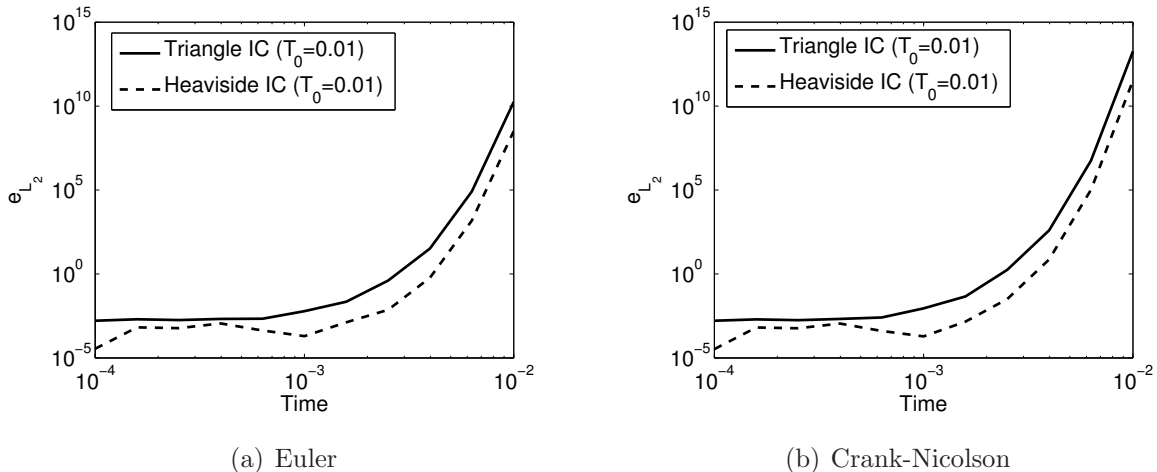 10^15
10^10
10^5
10^0
10^-5
e_L_2
Triangle IC (T_0=0.01)
Heaviside IC (T_0=0.01)
10^-4
10^-3
10^-2
Time
(a) Euler
10^15
10^10
10^5
10^0
10^-5
e_L_2
Triangle IC (T_0=0.01)
Heaviside IC (T_0=0.01)
10^-4
10^-3
10^-2
Time
(b) Crank-Nicolson